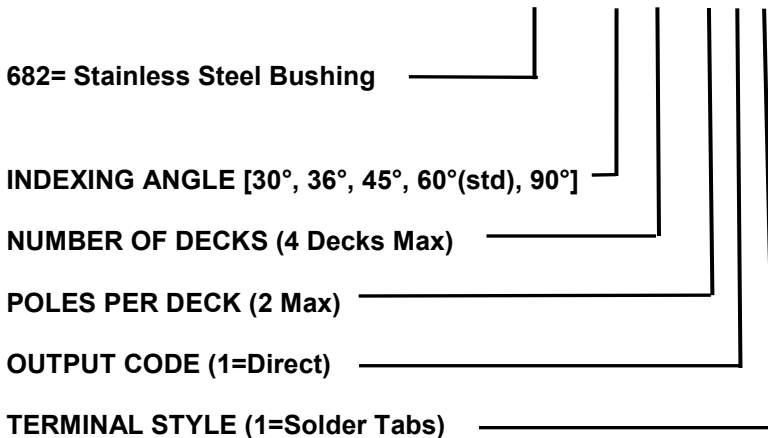 682= Stainless Steel Bushing
INDEXING ANGLE [30°, 36°, 45°, 60°(std), 90°]
NUMBER OF DECKS (4 Decks Max)
POLES PER DECK (2 Max)
OUTPUT CODE (1=Direct)
TERMINAL STYLE (1=Solder Tabs)